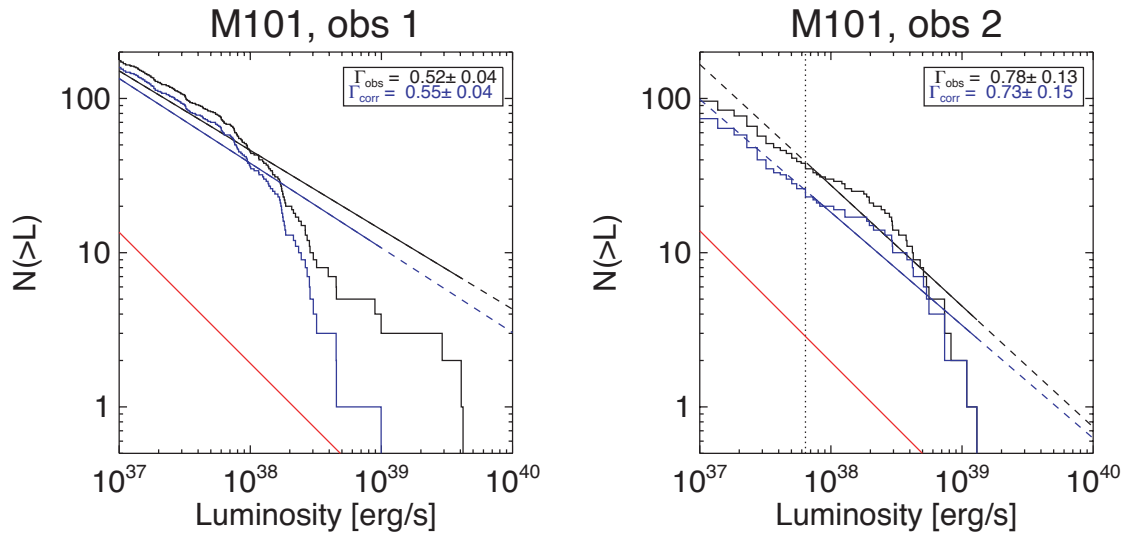 M101, obs 1
Γobs = 0.52± 0.04
Γcorr = 0.55± 0.04
100
10
1
N(>L)
10^37 10^38 10^39 10^40
Luminosity [erg/s]
M101, obs 2
Γobs = 0.78± 0.13
Γcorr = 0.73± 0.15
100
10
1
N(>L)
10^37 10^38 10^39 10^40
Luminosity [erg/s]